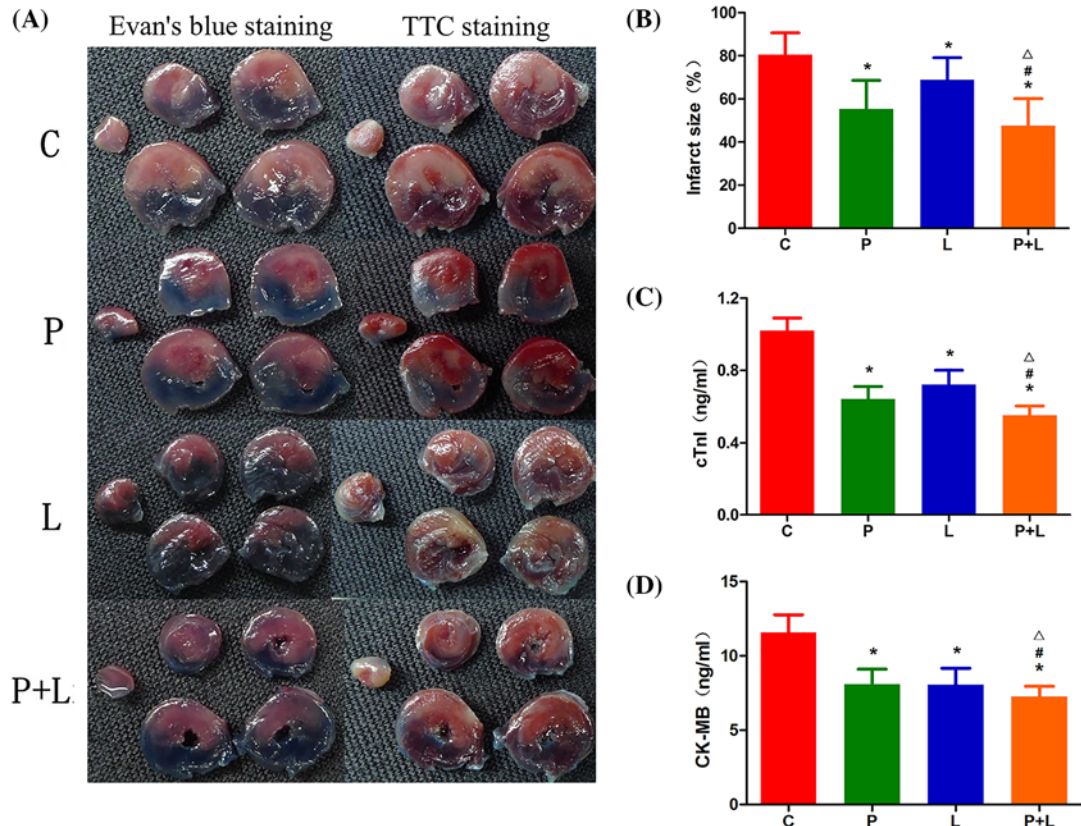 (A)
Evan's blue staining
TTC staining
C
P
L
P+L
(B)
Infarct size (%)
100
80
60
40
20
0
*
*
△
#
*
C
P
L
P+L
(C)
cTnI (ng/ml)
1.2
0.8
0.4
0.0
*
*
△
#
*
C
P
L
P+L
(D)
CK-MB (ng/ml)
15
10
5
0
*
*
△
#
*
C
P
L
P+L